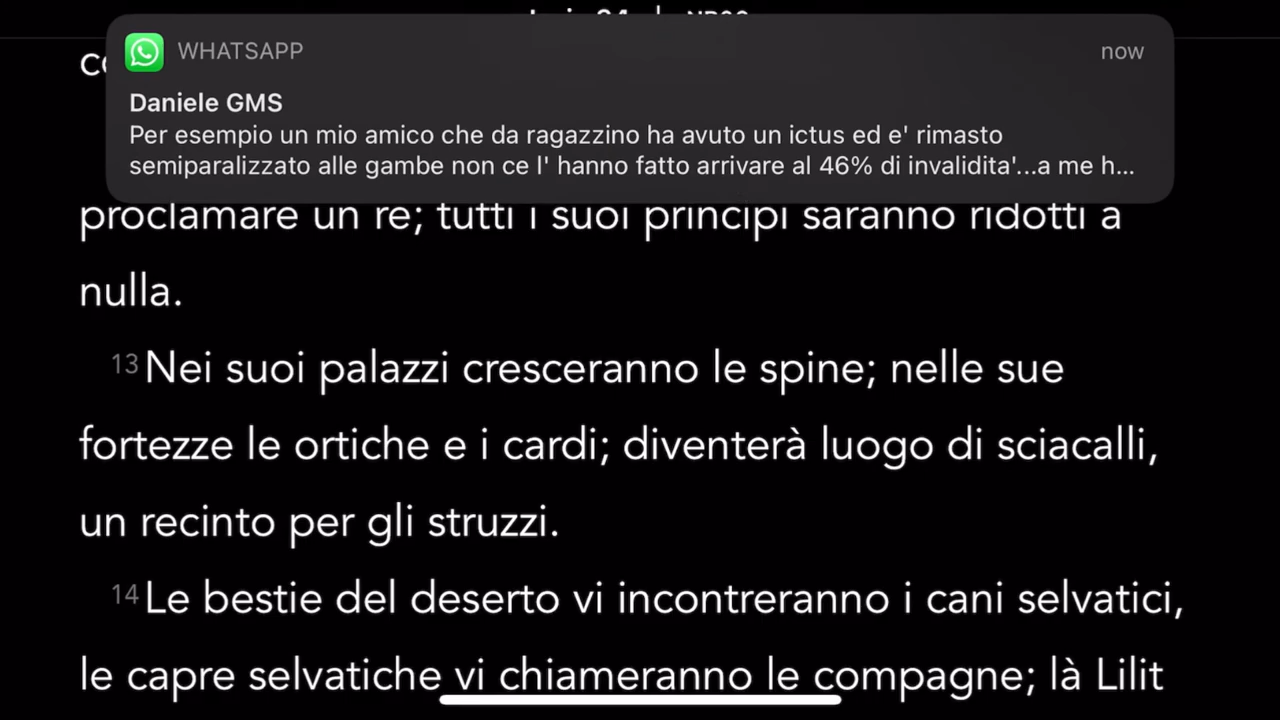 WHATSAPP
now
Daniele GMS
Per esempio un mio amico che da ragazzino ha avuto un ictus ed e' rimasto
semiparalizzato alle gambe non ce l' hanno fatto arrivare al 46% di invalidita'...a me h...
proclamare un re; tutti i suoi principi saranno ridotti a
nulla.
13 Nei suoi palazzi cresceranno le spine; nelle sue
fortezze le ortiche e i cardi; diventerà luogo di sciacalli,
un recinto per gli struzzi.
14 Le bestie del deserto vi incontreranno i cani selvatici,
le capre selvatiche vi chiameranno le compagne; là Lilit